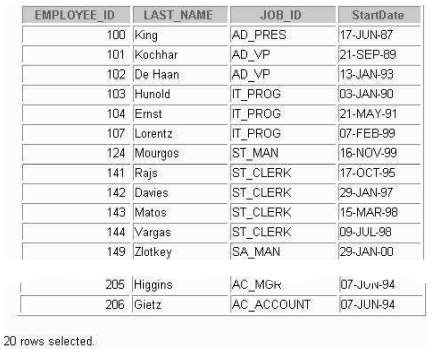 EMPLOYEE_ID LAST_NAME JOB_ID StartDate
100 King AD_PRES 17-JUN-87
101 Kochhar AD_VP 21-SEP-89
102 De Haan AD_VP 13-JAN-93
103 Hunold IT_PROG 03-JAN-90
104 Ernst IT_PROG 21-MAY-91
107 Lorentz IT_PROG 07-FEB-99
124 Mourgos ST_MAN 16-NOV-99
141 Rajs ST_CLERK 17-OCT-95
142 Davies ST_CLERK 29-JAN-97
143 Matos ST_CLERK 15-MAR-98
144 Vargas ST_CLERK 09-JUL-98
149 Zlotkey SA_MAN 29-JAN-00
205 Higgins AC_MGR 07-JUN-94
206 Gietz AC_ACCOUNT 07-JUN-94
20 rows selected.